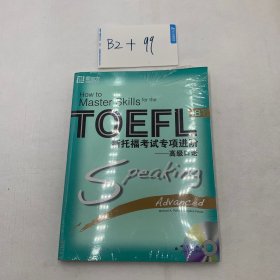 B2+99
How to
Master Skills for the
TOEFL
新托福考试专项进阶
——高级口语
Speaking
Advanced